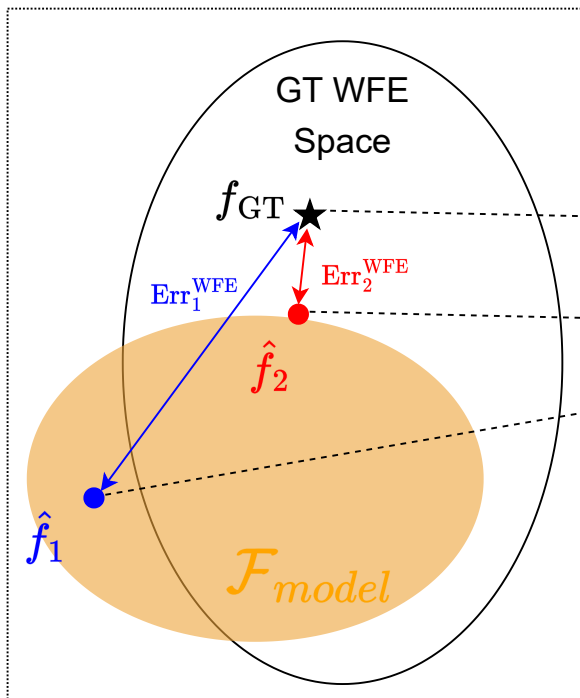 GT WFE
Space
f_GT
Err_1^WFE
Err_2^WFE
f̂_2
f̂_1
ℱ_model